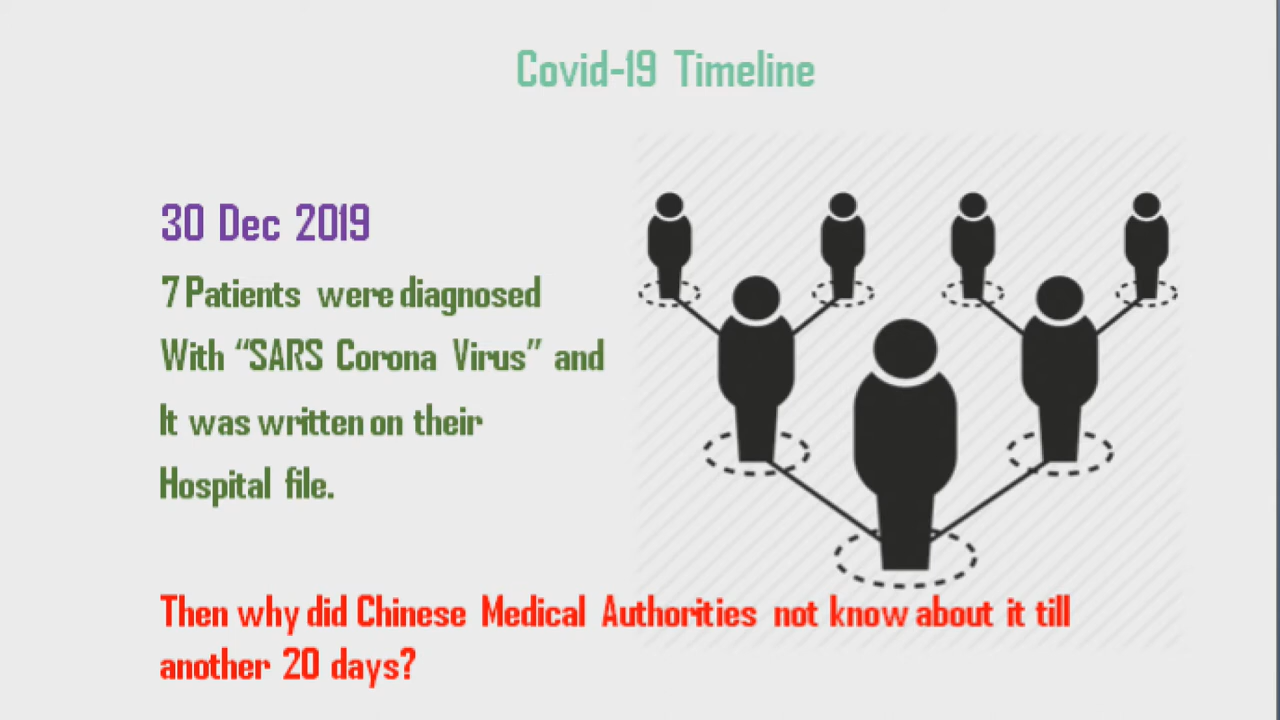 Covid-19 Timeline
30 Dec 2019
7 Patients were diagnosed
With “SARS Corona Virus” and
It was written on their
Hospital file.
Then why did Chinese Medical Authorities not know about it till
another 20 days?